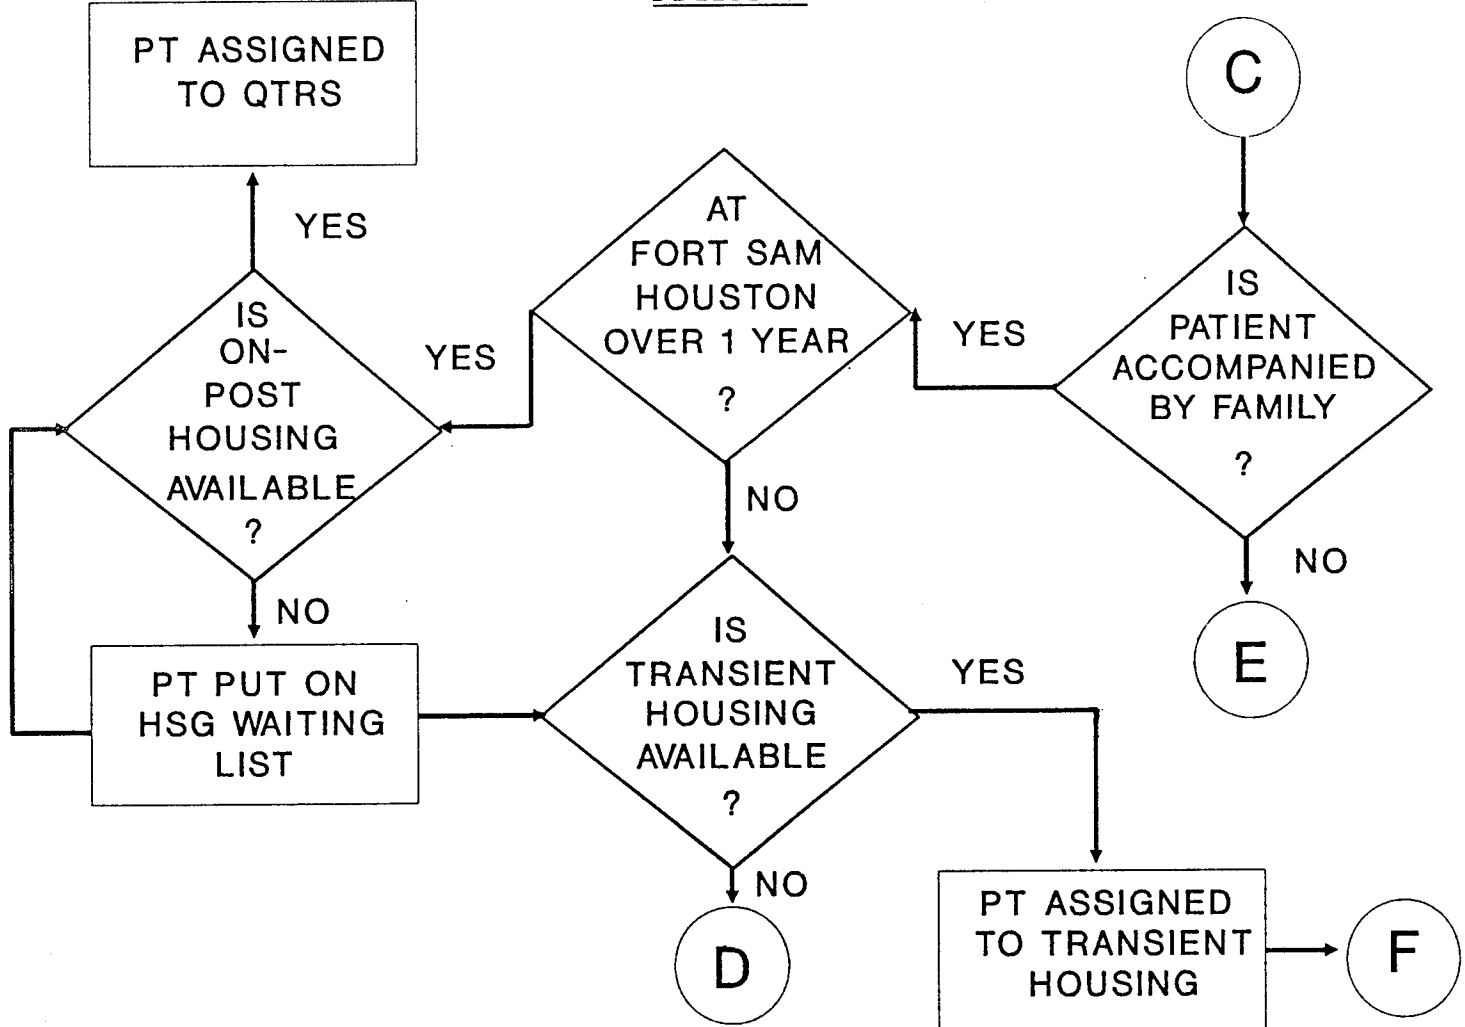 PT ASSIGNED
TO QTRS
C
YES
AT
FORT SAM
HOUSTON
OVER 1 YEAR
?
IS
PATIENT
ACCOMPANIED
BY FAMILY
?
YES
YES
IS
ON-
POST
HOUSING
AVAILABLE
?
NO
NO
NO
E
PT PUT ON
HSG WAITING
LIST
IS
TRANSIENT
HOUSING
AVAILABLE
?
YES
NO
D
PT ASSIGNED
TO TRANSIENT
HOUSING
F